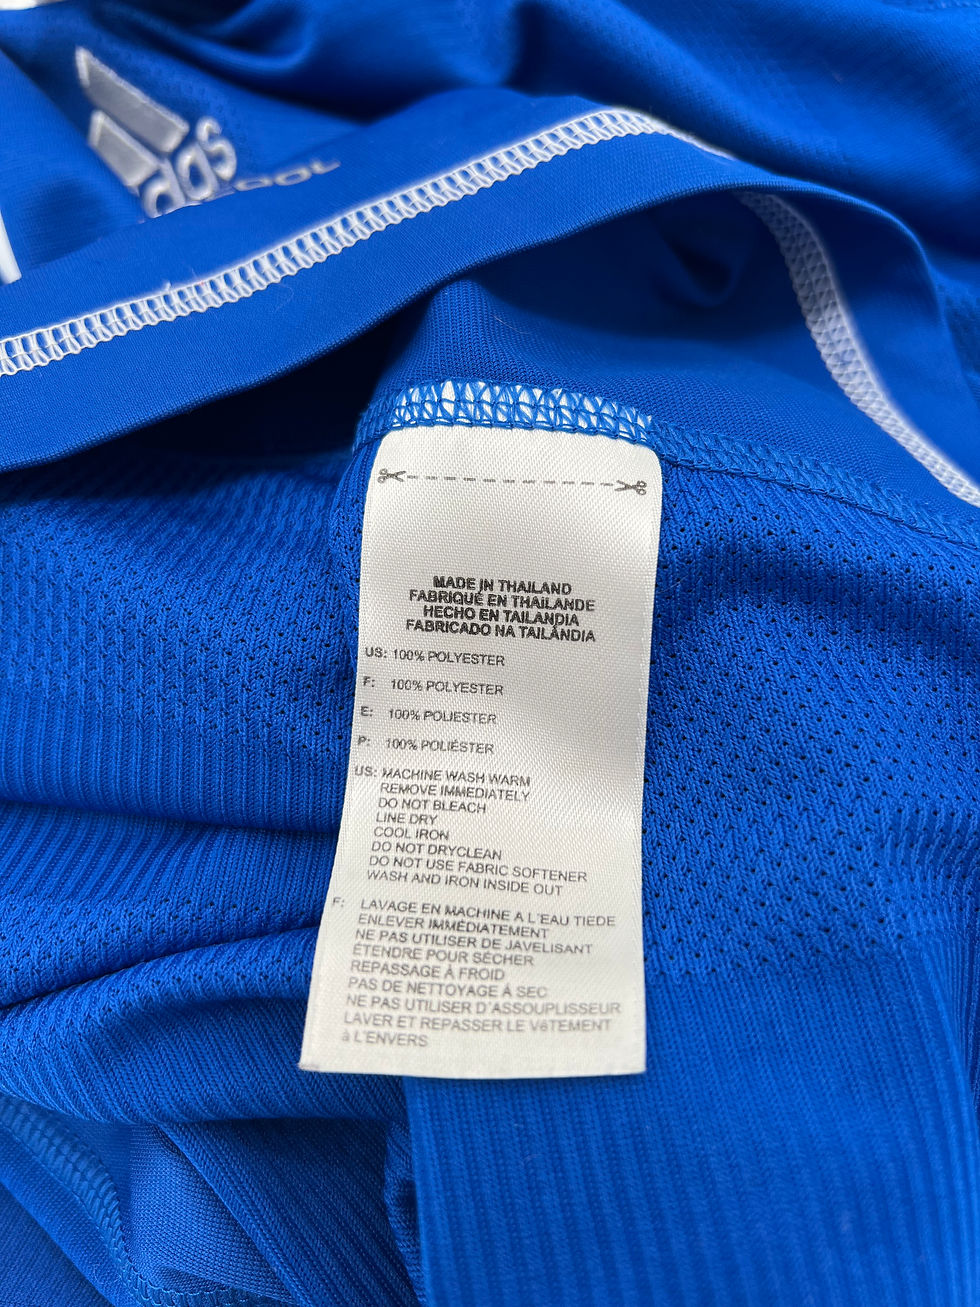 adidas
COOL
MADE IN THAILAND
FABRIQUÉ EN THAÏLANDE
HECHO EN TAILANDIA
FABRICADO NA TAILÂNDIA
US: 100% POLYESTER
F: 100% POLYESTER
E: 100% POLIESTER
P: 100% POLIÉSTER
US: MACHINE WASH WARM
REMOVE IMMEDIATELY
DO NOT BLEACH
LINE DRY
COOL IRON
DO NOT DRYCLEAN
DO NOT USE FABRIC SOFTENER
WASH AND IRON INSIDE OUT
F: LAVAGE EN MACHINE A L'EAU TIEDE
ENLEVER IMMÉDIATEMENT
NE PAS UTILISER DE JAVELISANT
ÉTENDRE POUR SÉCHER
REPASSAGE À FROID
PAS DE NETTOYAGE À SEC
NE PAS UTILISER D'ASSOUPLISSEUR
LAVER ET REPASSER LE VêTEMENT
à L'ENVERS